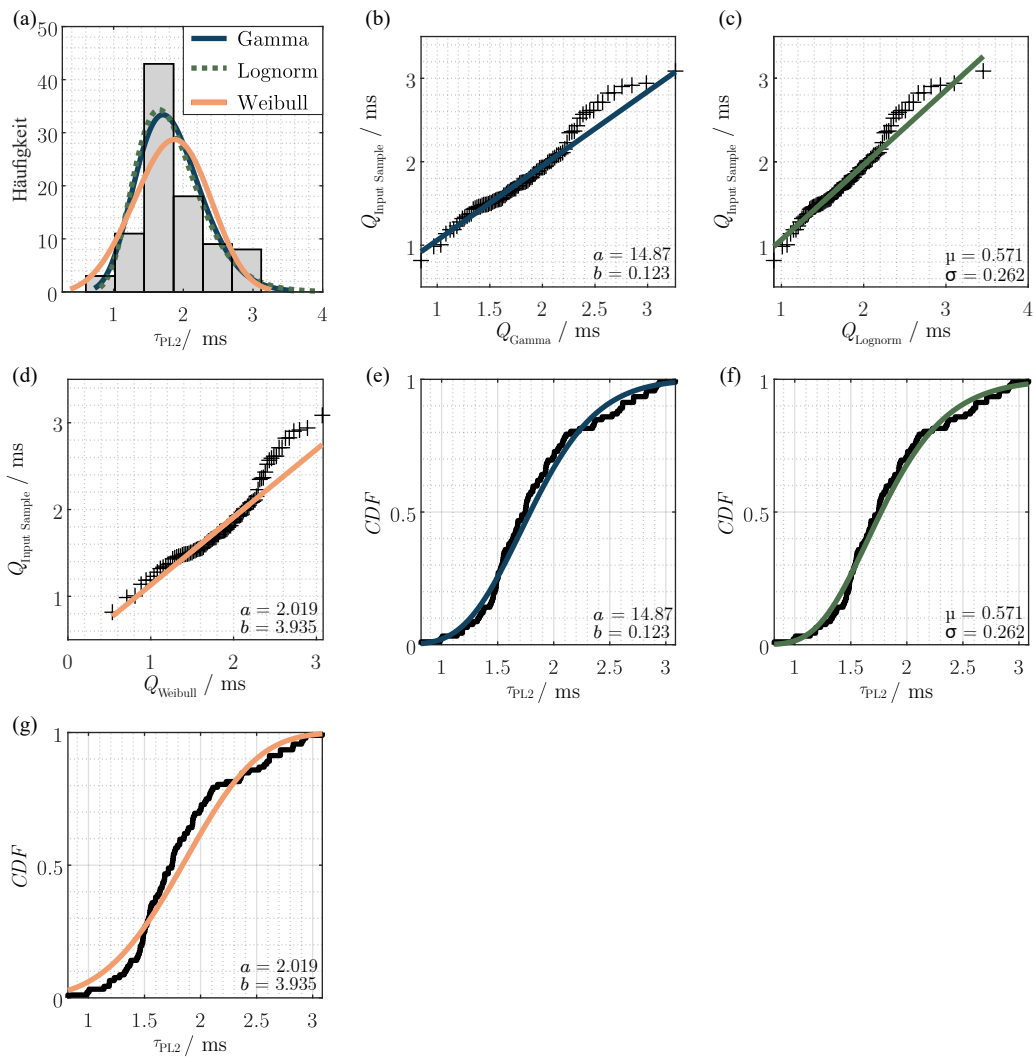 (a)
50
40
30
20
10
0
Häufigkeit
Gamma
Lognorm
Weibull
1
2
3
4
τPL2/ ms
(b)
3
2
1
QInput Sample / ms
a = 14.87
b = 0.123
1
1.5
2
2.5
3
QGamma / ms
(c)
3
2
1
QInput Sample / ms
μ = 0.571
σ = 0.262
1
2
3
4
QLognorm / ms
(d)
3
2
1
QInput Sample / ms
a = 2.019
b = 3.935
0
1
2
3
QWeibull / ms
(e)
1
0.5
0
CDF
a = 14.87
b = 0.123
1
1.5
2
2.5
3
τPL2/ ms
(f)
1
0.5
0
CDF
μ = 0.571
σ = 0.262
1
1.5
2
2.5
3
τPL2/ ms
(g)
1
0.5
0
CDF
a = 2.019
b = 3.935
1
1.5
2
2.5
3
τPL2/ ms